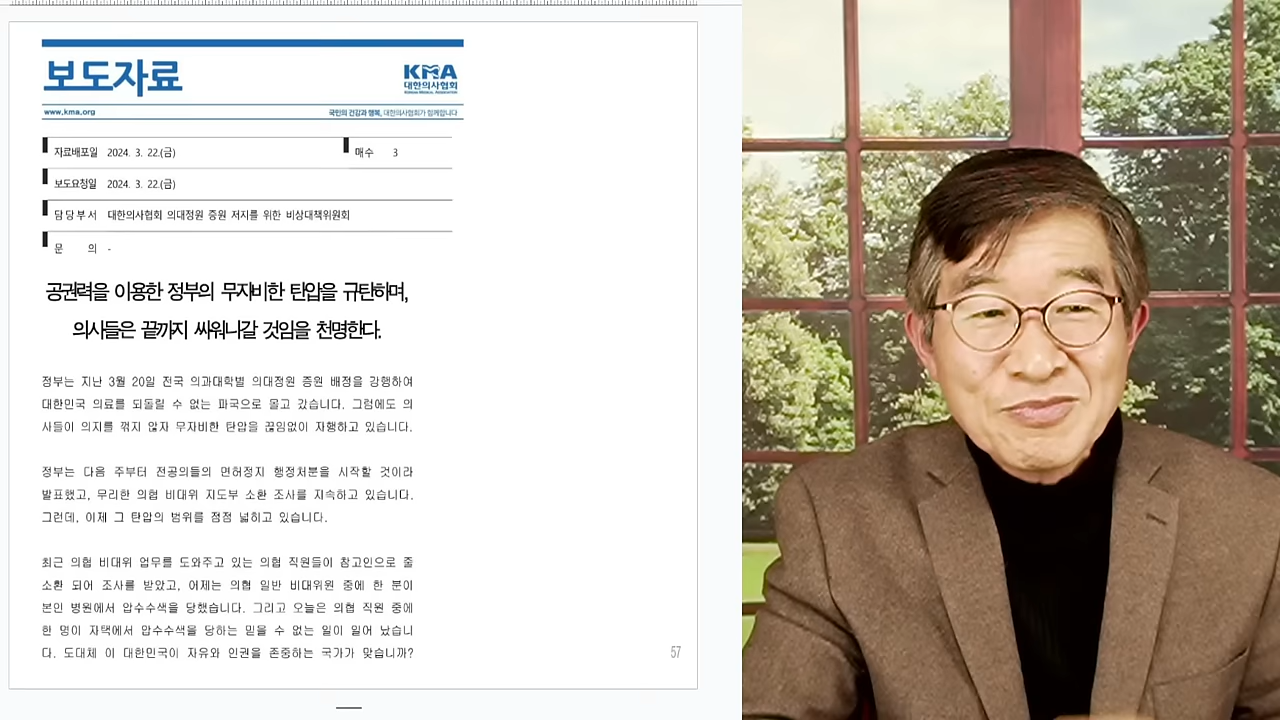 보도자료
KMA
대한의사협회
KOREAN MEDICAL ASSOCIATION
www.kma.org
국민의 건강과 행복, 대한의사협회가 함께합니다
자료배포일 2024. 3. 22.(금)
매수 3
보도요청일 2024. 3. 22.(금)
담당부서 대한의사협회 의대정원 증원 저지를 위한 비상대책위원회
문 의 -
공권력을 이용한 정부의 무자비한 탄압을 규탄하며,
의사들은 끝까지 싸워나갈 것임을 천명한다.
정부는 지난 3월 20일 전국 의과대학별 의대정원 증원 배정을 강행하여
대한민국 의료를 되돌릴 수 없는 파국으로 몰고 갔습니다. 그럼에도 의
사들이 의지를 꺾지 않자 무자비한 탄압을 끊임없이 자행하고 있습니다.
정부는 다음 주부터 전공의들의 면허정지 행정처분을 시작할 것이라
발표했고, 무리한 의협 비대위 지도부 소환 조사를 지속하고 있습니다.
그런데, 이제 그 탄압의 범위를 점점 넓히고 있습니다.
최근 의협 비대위 업무를 도와주고 있는 의협 직원들이 참고인으로 줄
소환 되어 조사를 받았고, 어제는 의협 일반 비대위원 중에 한 분이
본인 병원에서 압수수색을 당했습니다. 그리고 오늘은 의협 직원 중에
한 명이 자택에서 압수수색을 당하는 믿을 수 없는 일이 일어 났습니
다. 도대체 이 대한민국이 자유와 인권을 존중하는 국가가 맞습니까?
57